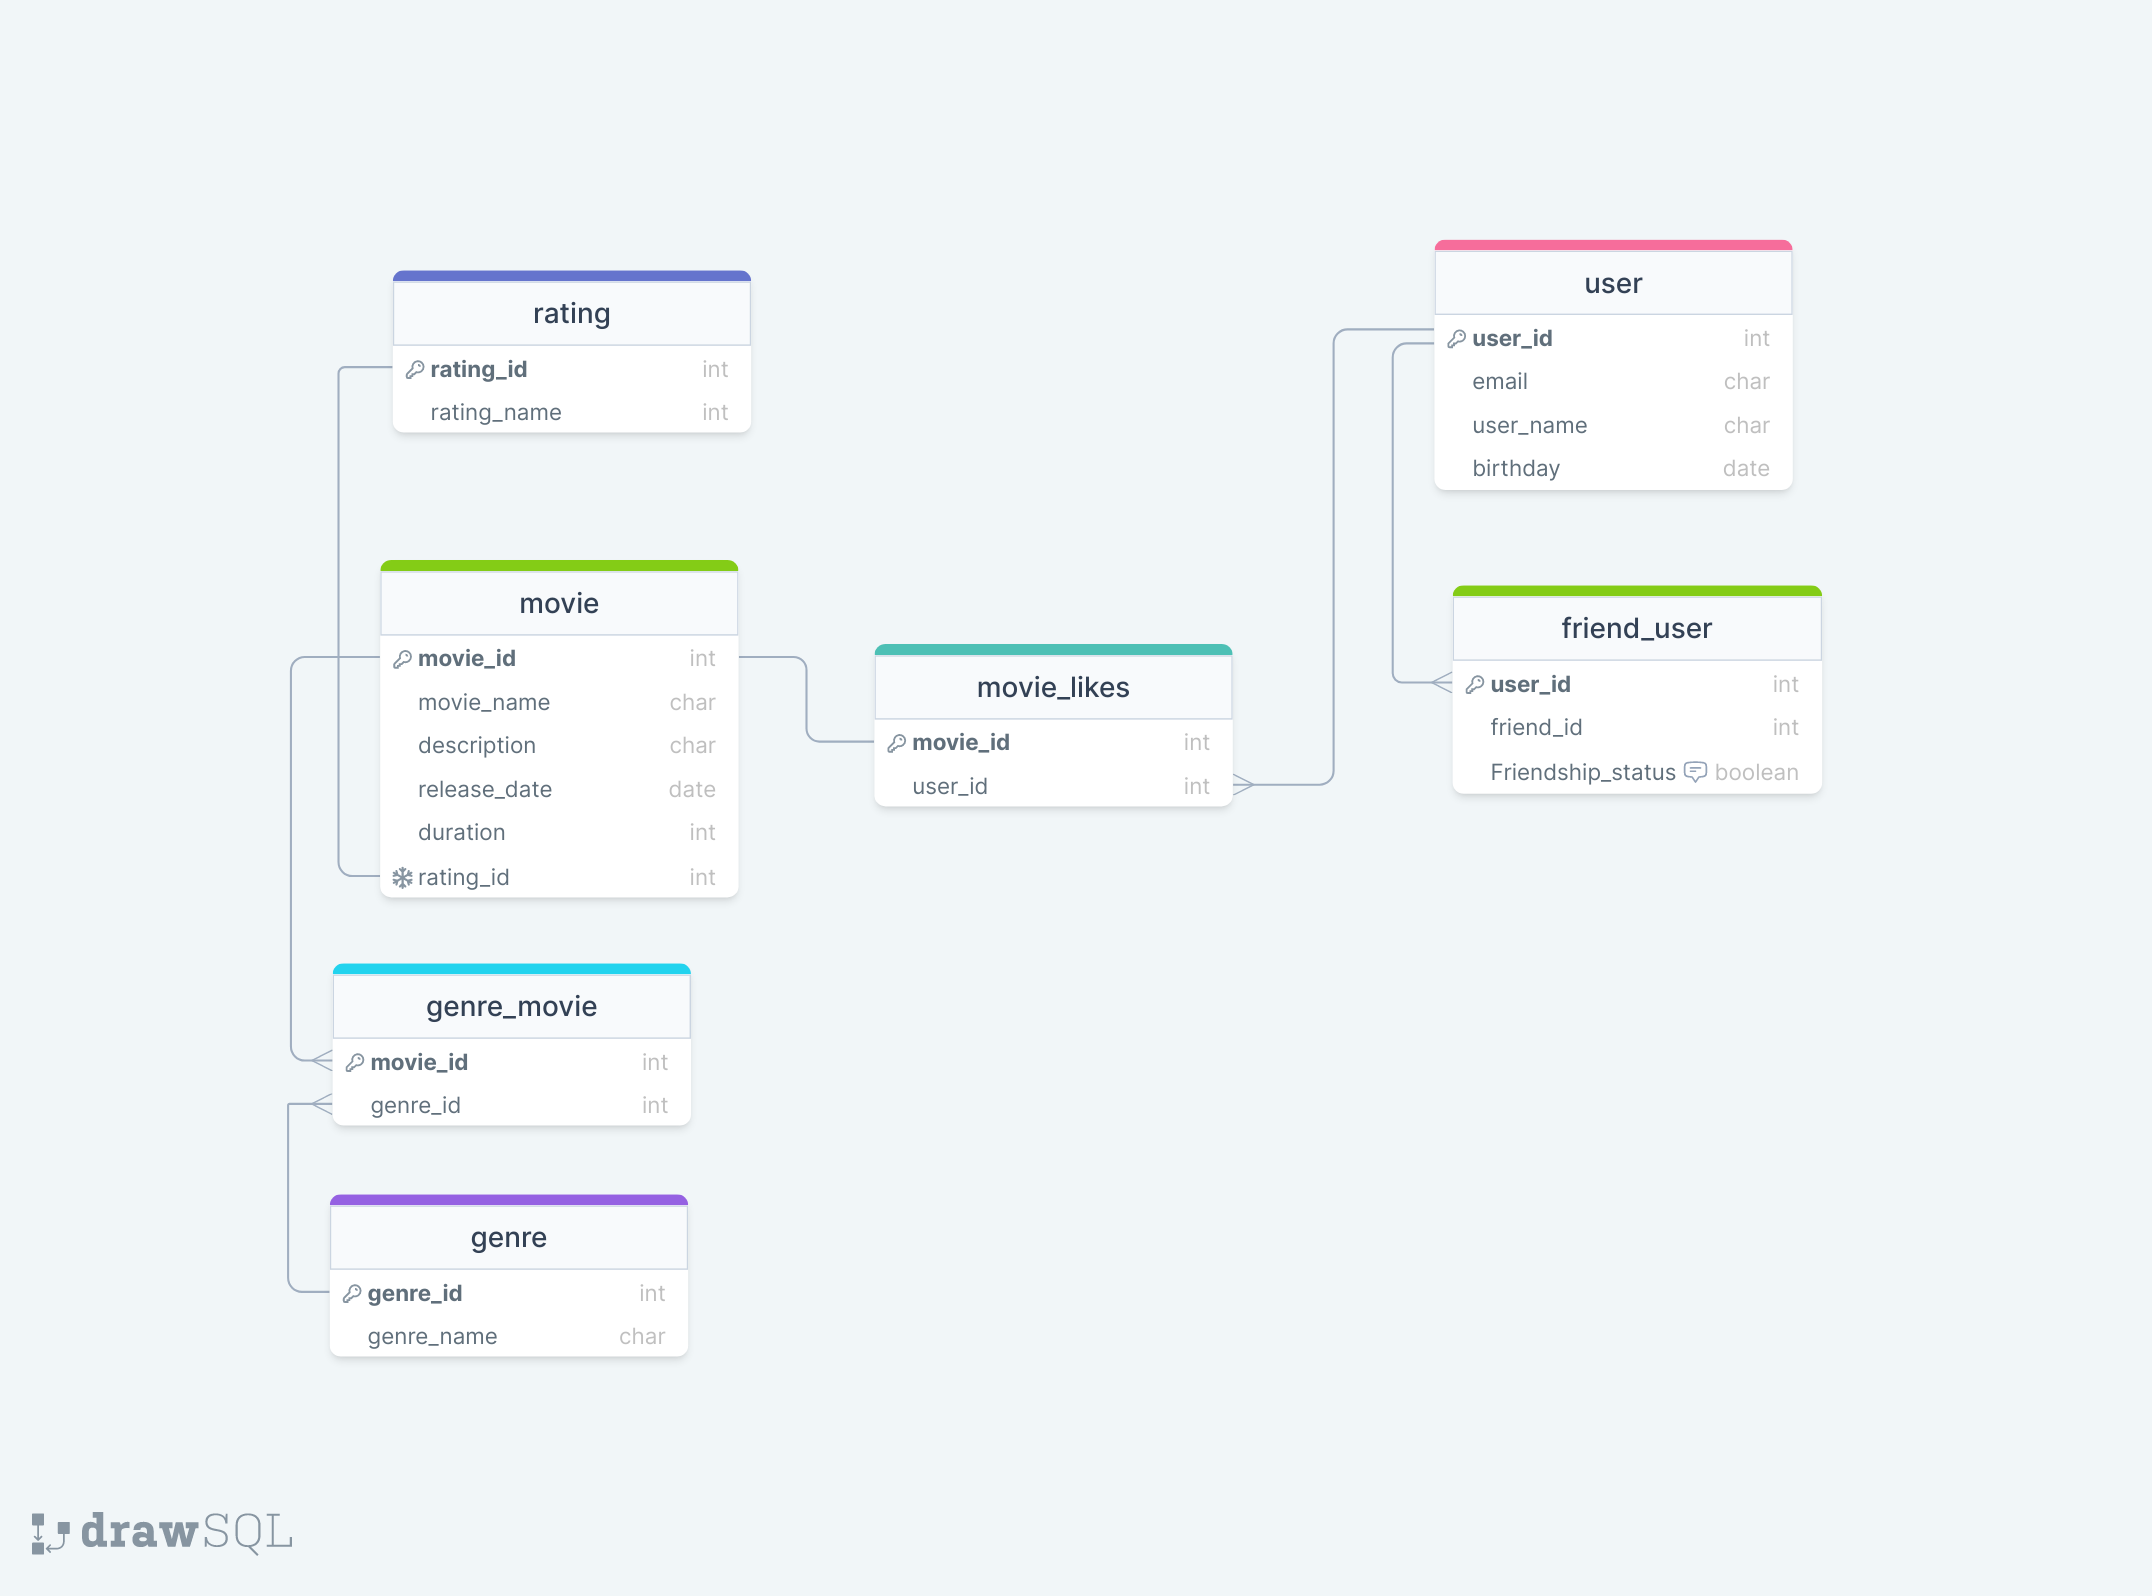 rating
rating_id int
rating_name int
movie
movie_id int
movie_name char
description char
release_date date
duration int
rating_id int
genre_movie
movie_id int
genre_id int
genre
genre_id int
genre_name char
movie_likes
movie_id int
user_id int
user
user_id int
email char
user_name char
birthday date
friend_user
user_id int
friend_id int
Friendship_status boolean
drawSQL